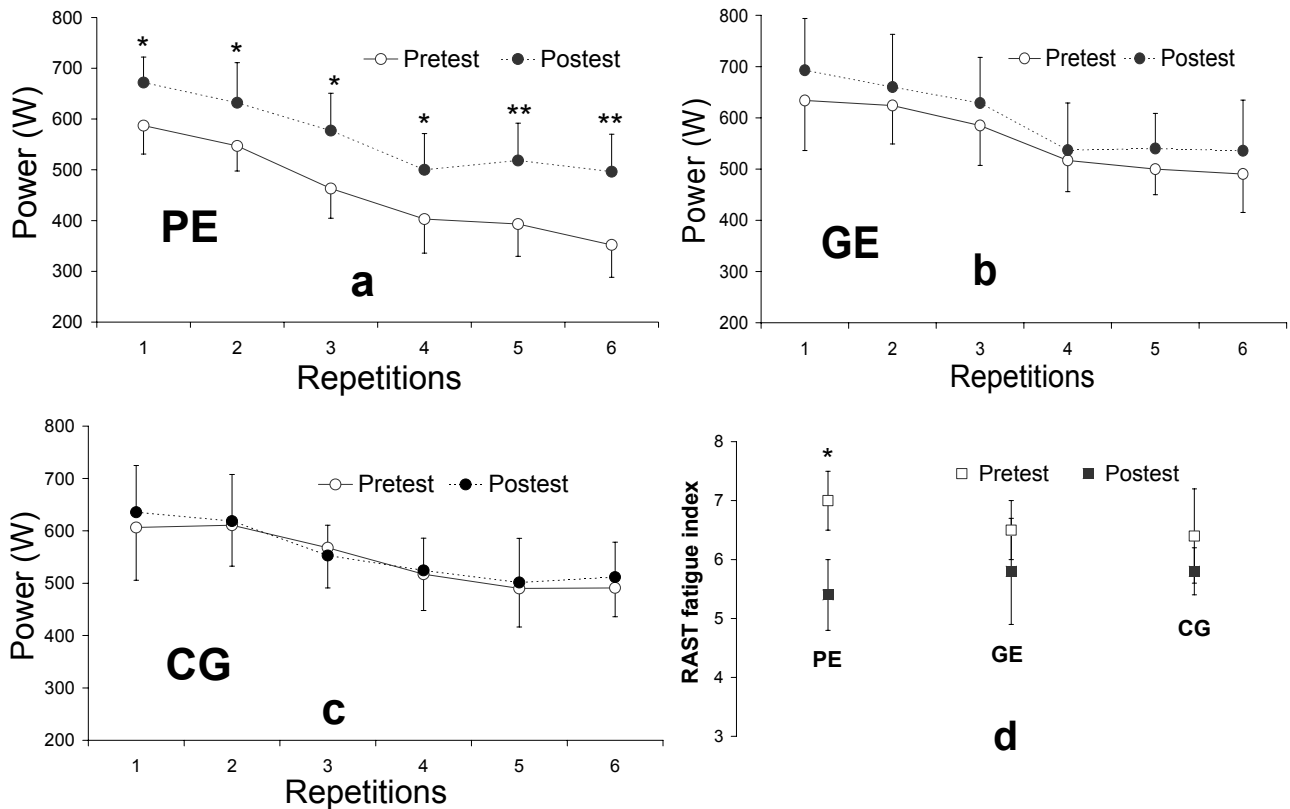 800
700
600
500
400
300
200
Power (W)
* * * * ** **
Pretest Postest
PE
a
1 2 3 4 5 6
Repetitions
800
700
600
500
400
300
200
Power (W)
Pretest Postest
GE
b
1 2 3 4 5 6
Repetitions
800
700
600
500
400
300
200
Power (W)
Pretest Postest
CG
c
1 2 3 4 5 6
Repetitions
8
7
6
5
4
3
RAST fatigue index
*
Pretest Postest
PE
GE
CG
d